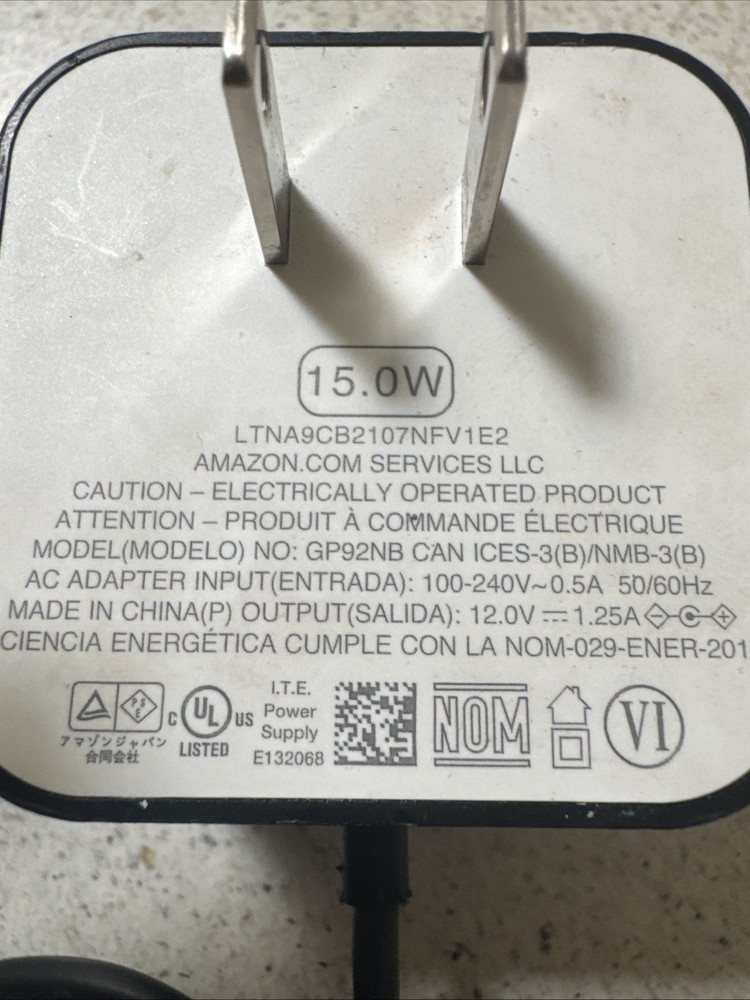 15.0W
LTNA9CB2107NFV1E2
AMAZON.COM SERVICES LLC
CAUTION – ELECTRICALLY OPERATED PRODUCT
ATTENTION – PRODUIT À COMMANDE ÉLECTRIQUE
MODEL(MODELO) NO: GP92NB CAN ICES-3(B)/NMB-3(B)
AC ADAPTER INPUT(ENTRADA): 100-240V~0.5A 50/60Hz
MADE IN CHINA(P) OUTPUT(SALIDA): 12.0V ⎓ 1.25A
CIENCIA ENERGÉTICA CUMPLE CON LA NOM-029-ENER-201
PSE
アマゾンジャパン
合同会社
c UL US
LISTED
I.T.E.
Power
Supply
E132068
NOM
VI